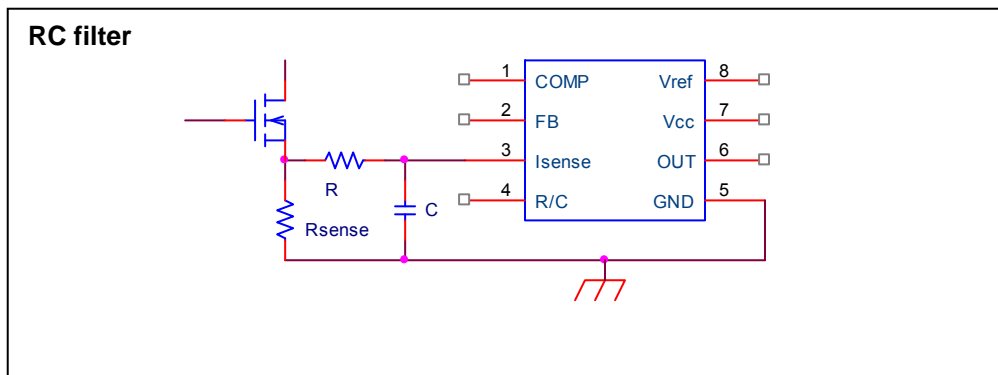 RC filter
1 COMP Vref 8
2 FB Vcc 7
3 Isense OUT 6
4 R/C GND 5
R
C
Rsense